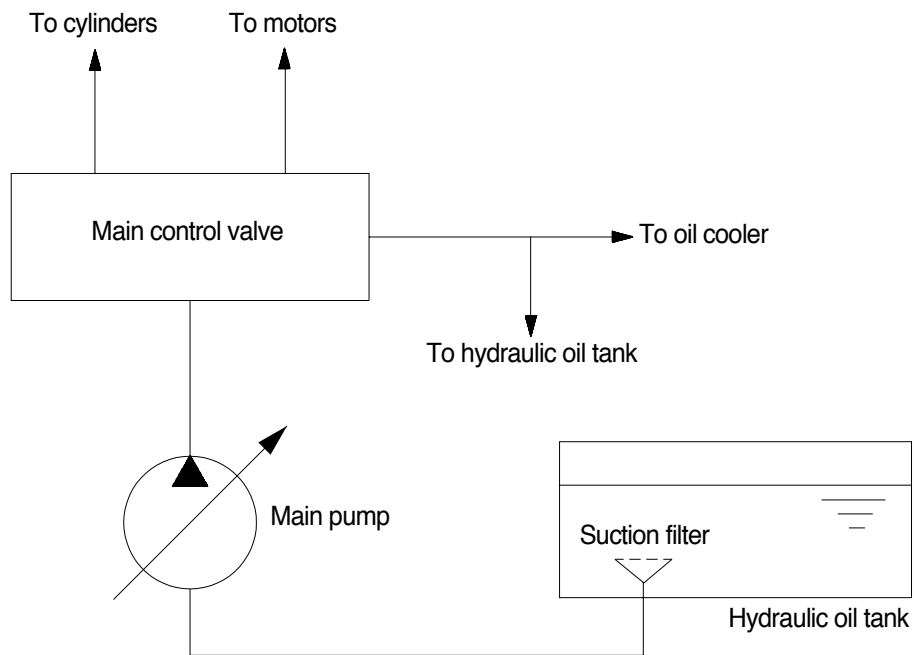 To cylinders
To motors
Main control valve
To oil cooler
To hydraulic oil tank
Main pump
Suction filter
Hydraulic oil tank